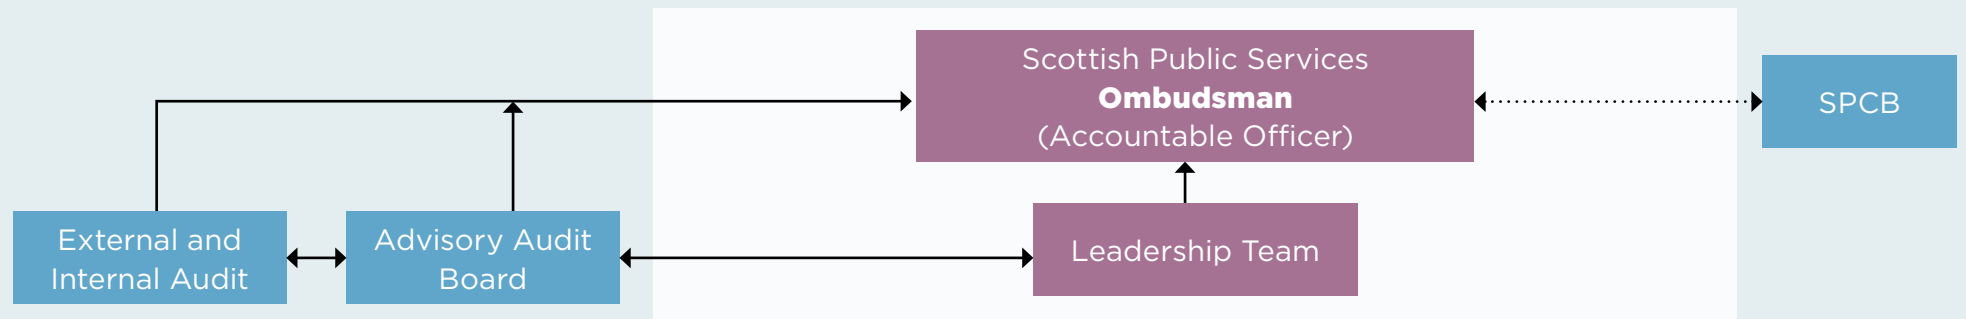 Scottish Public Services
Ombudsman
(Accountable Officer)
SPCB
External and
Internal Audit
Advisory Audit
Board
Leadership Team